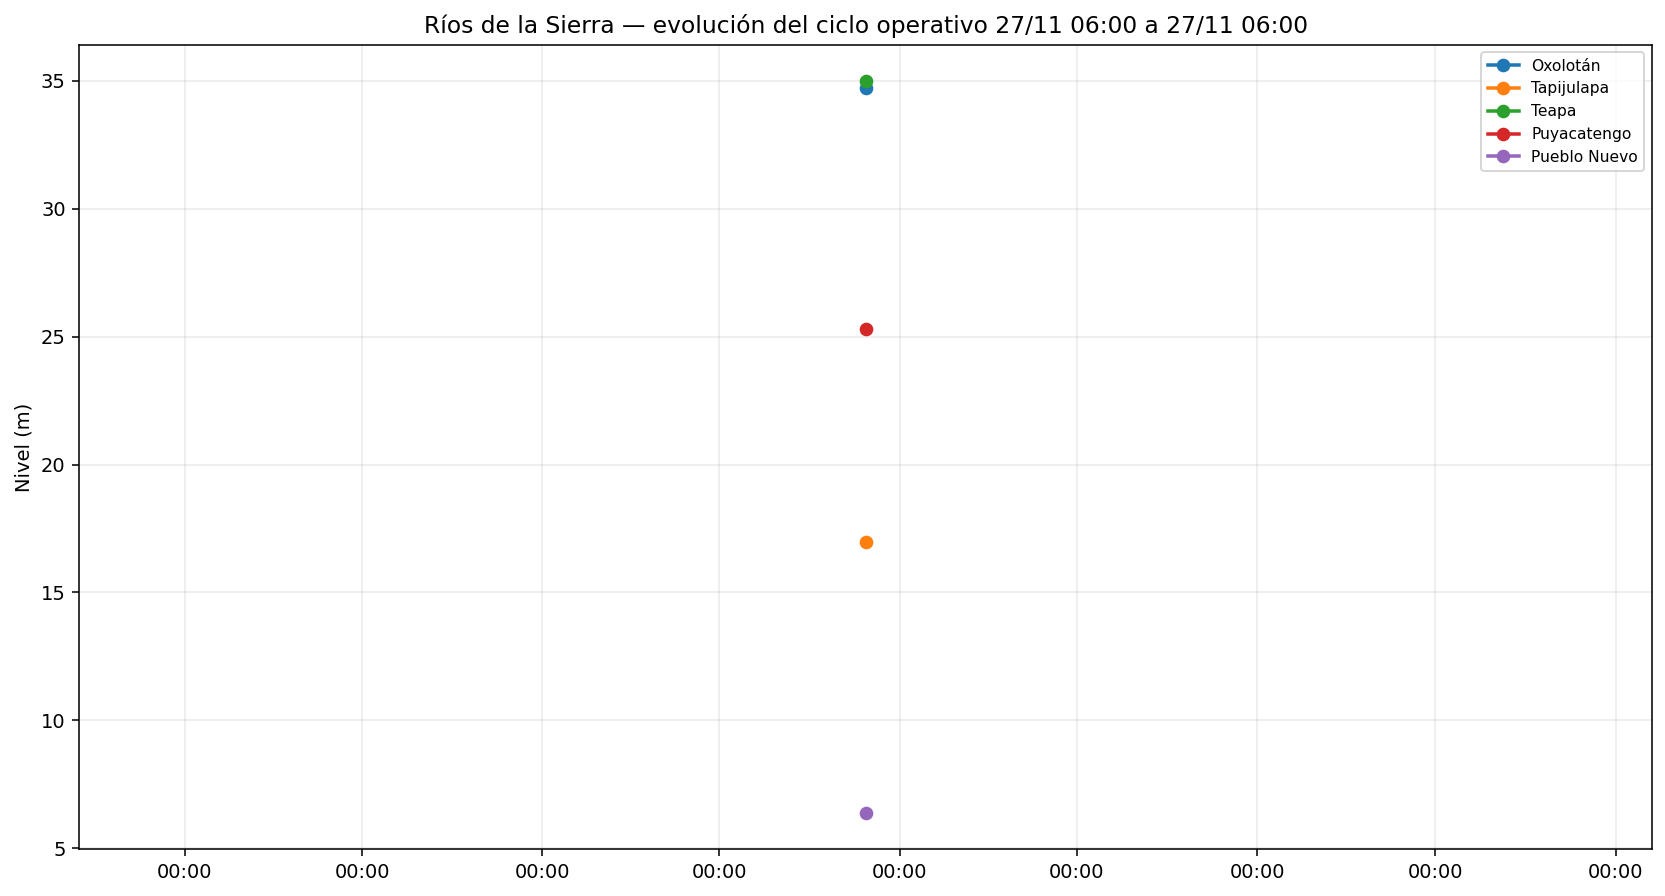 Ríos de la Sierra — evolución del ciclo operativo 27/11 06:00 a 27/11 06:00
Oxolotán
Tapijulapa
Teapa
Puyacatengo
Pueblo Nuevo
Nivel (m)
35
30
25
20
15
10
5
00:00 00:00 00:00 00:00 00:00 00:00 00:00 00:00 00:00